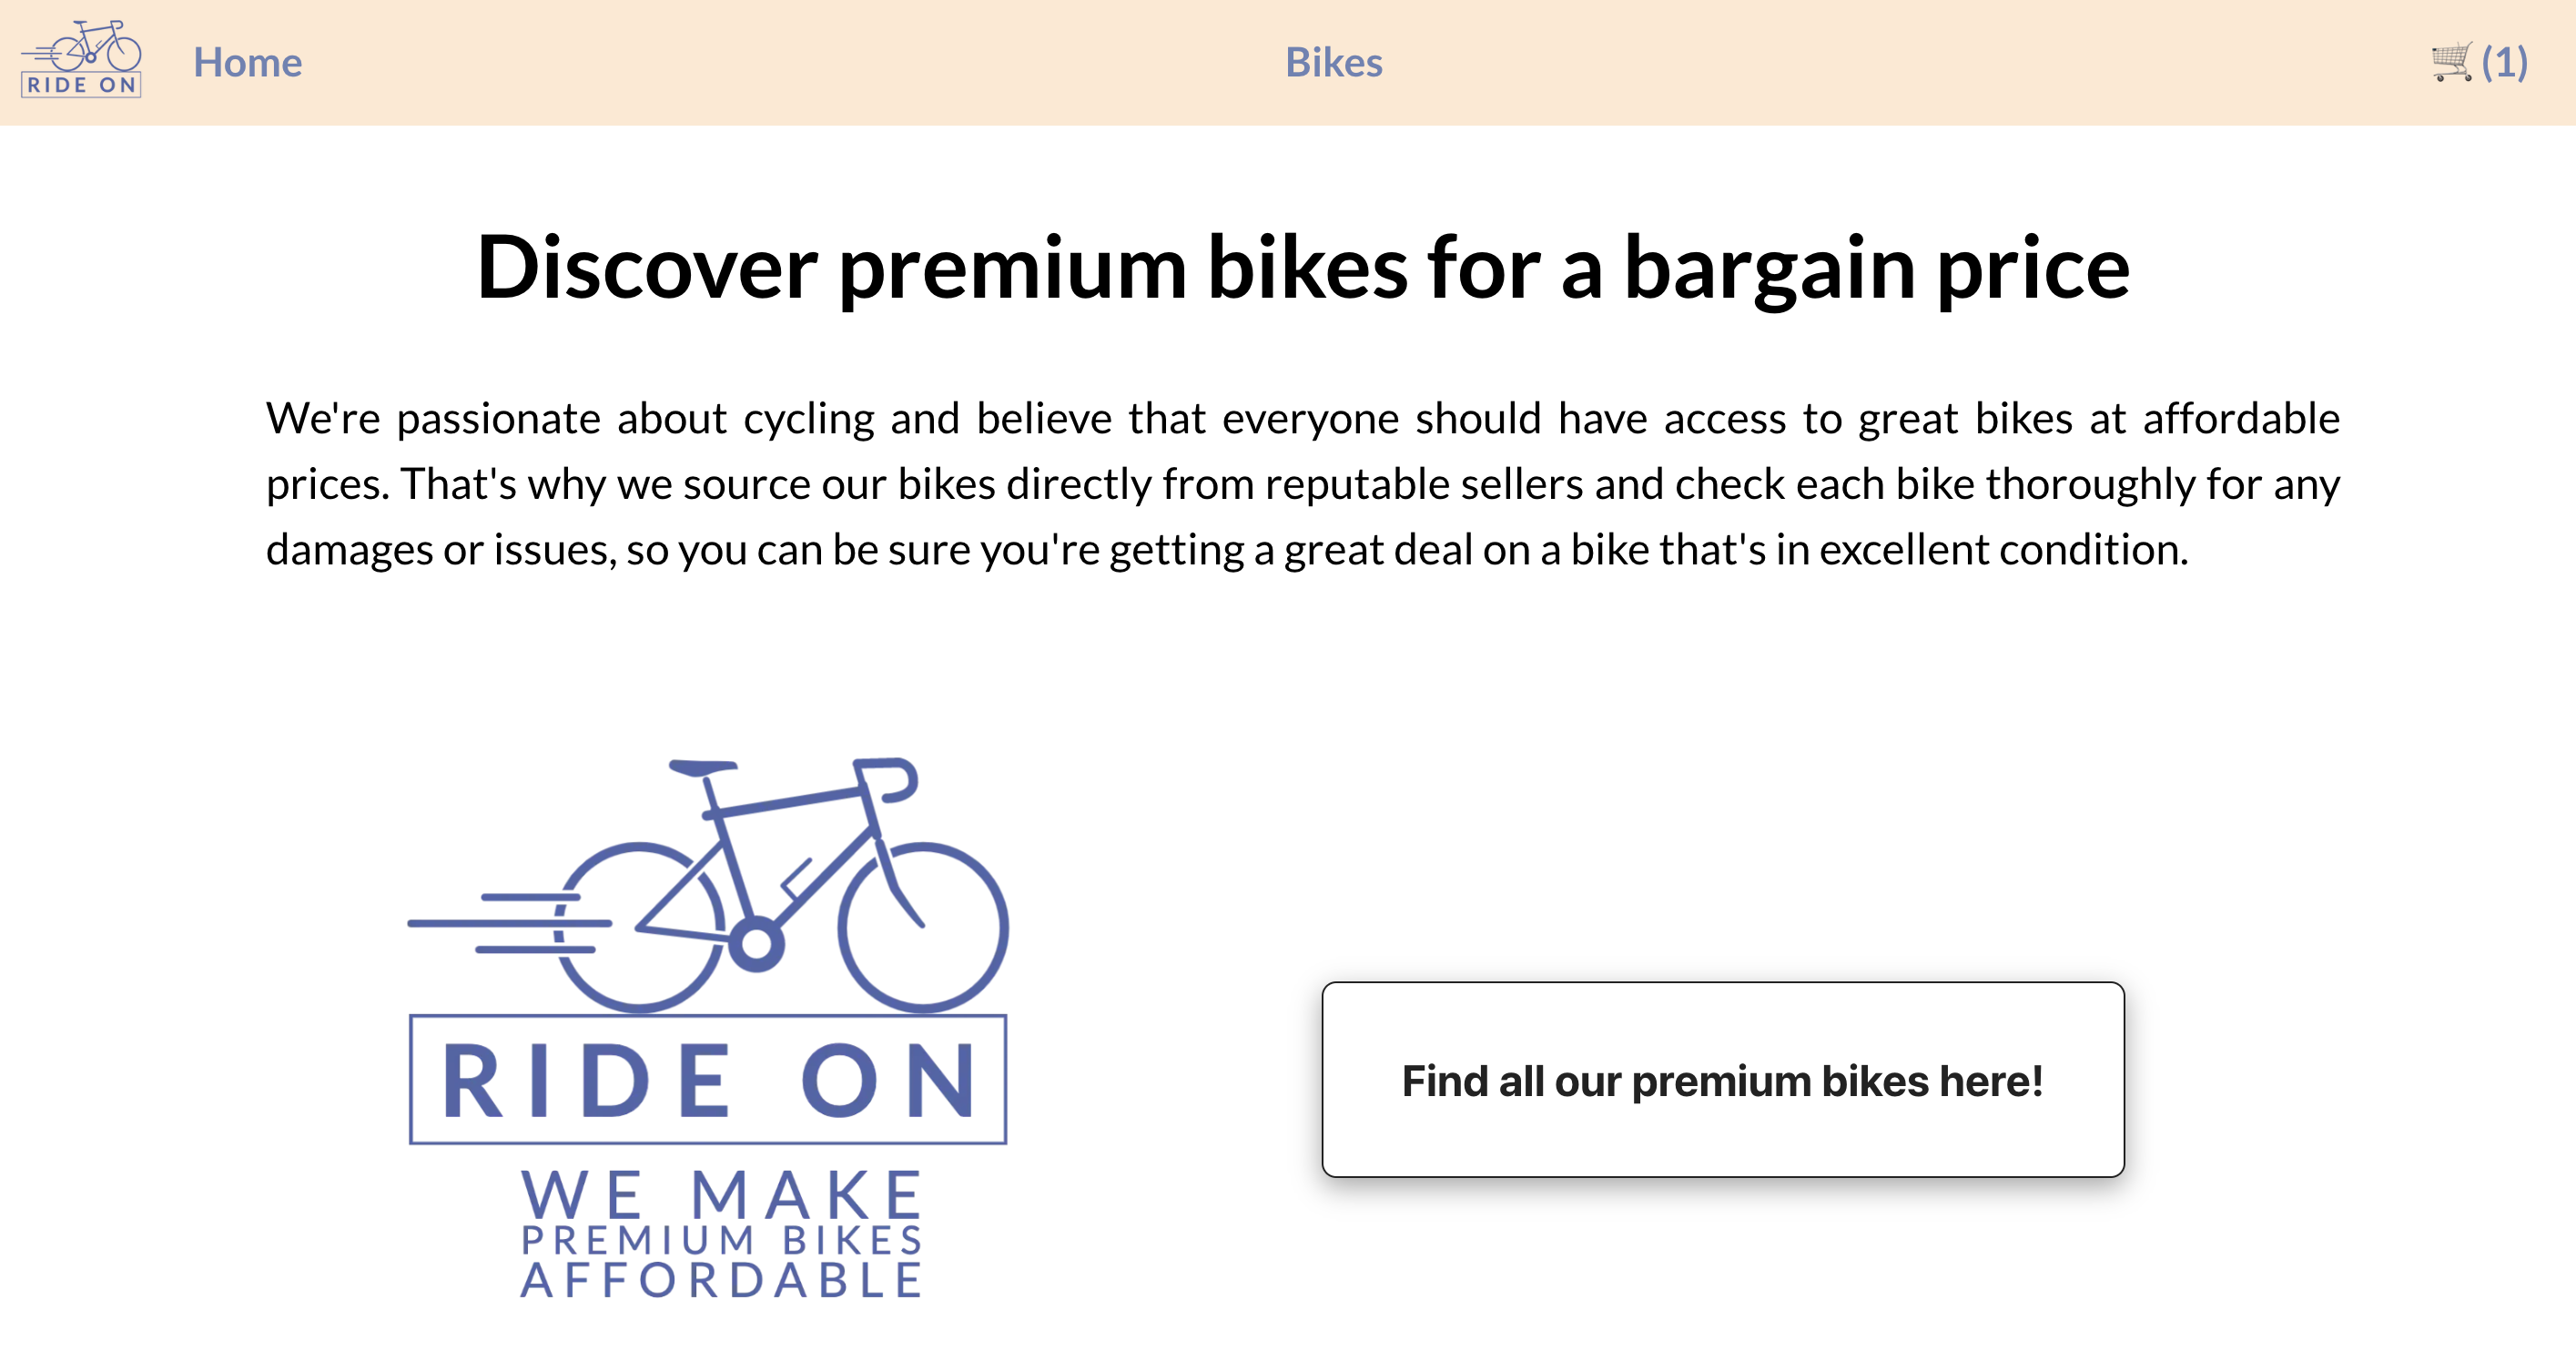 RIDE ON
Home
Bikes
(1)
Discover premium bikes for a bargain price
We're passionate about cycling and believe that everyone should have access to great bikes at affordable
prices. That's why we source our bikes directly from reputable sellers and check each bike thoroughly for any
damages or issues, so you can be sure you're getting a great deal on a bike that's in excellent condition.
RIDE ON
WE MAKE
PREMIUM BIKES
AFFORDABLE
Find all our premium bikes here!